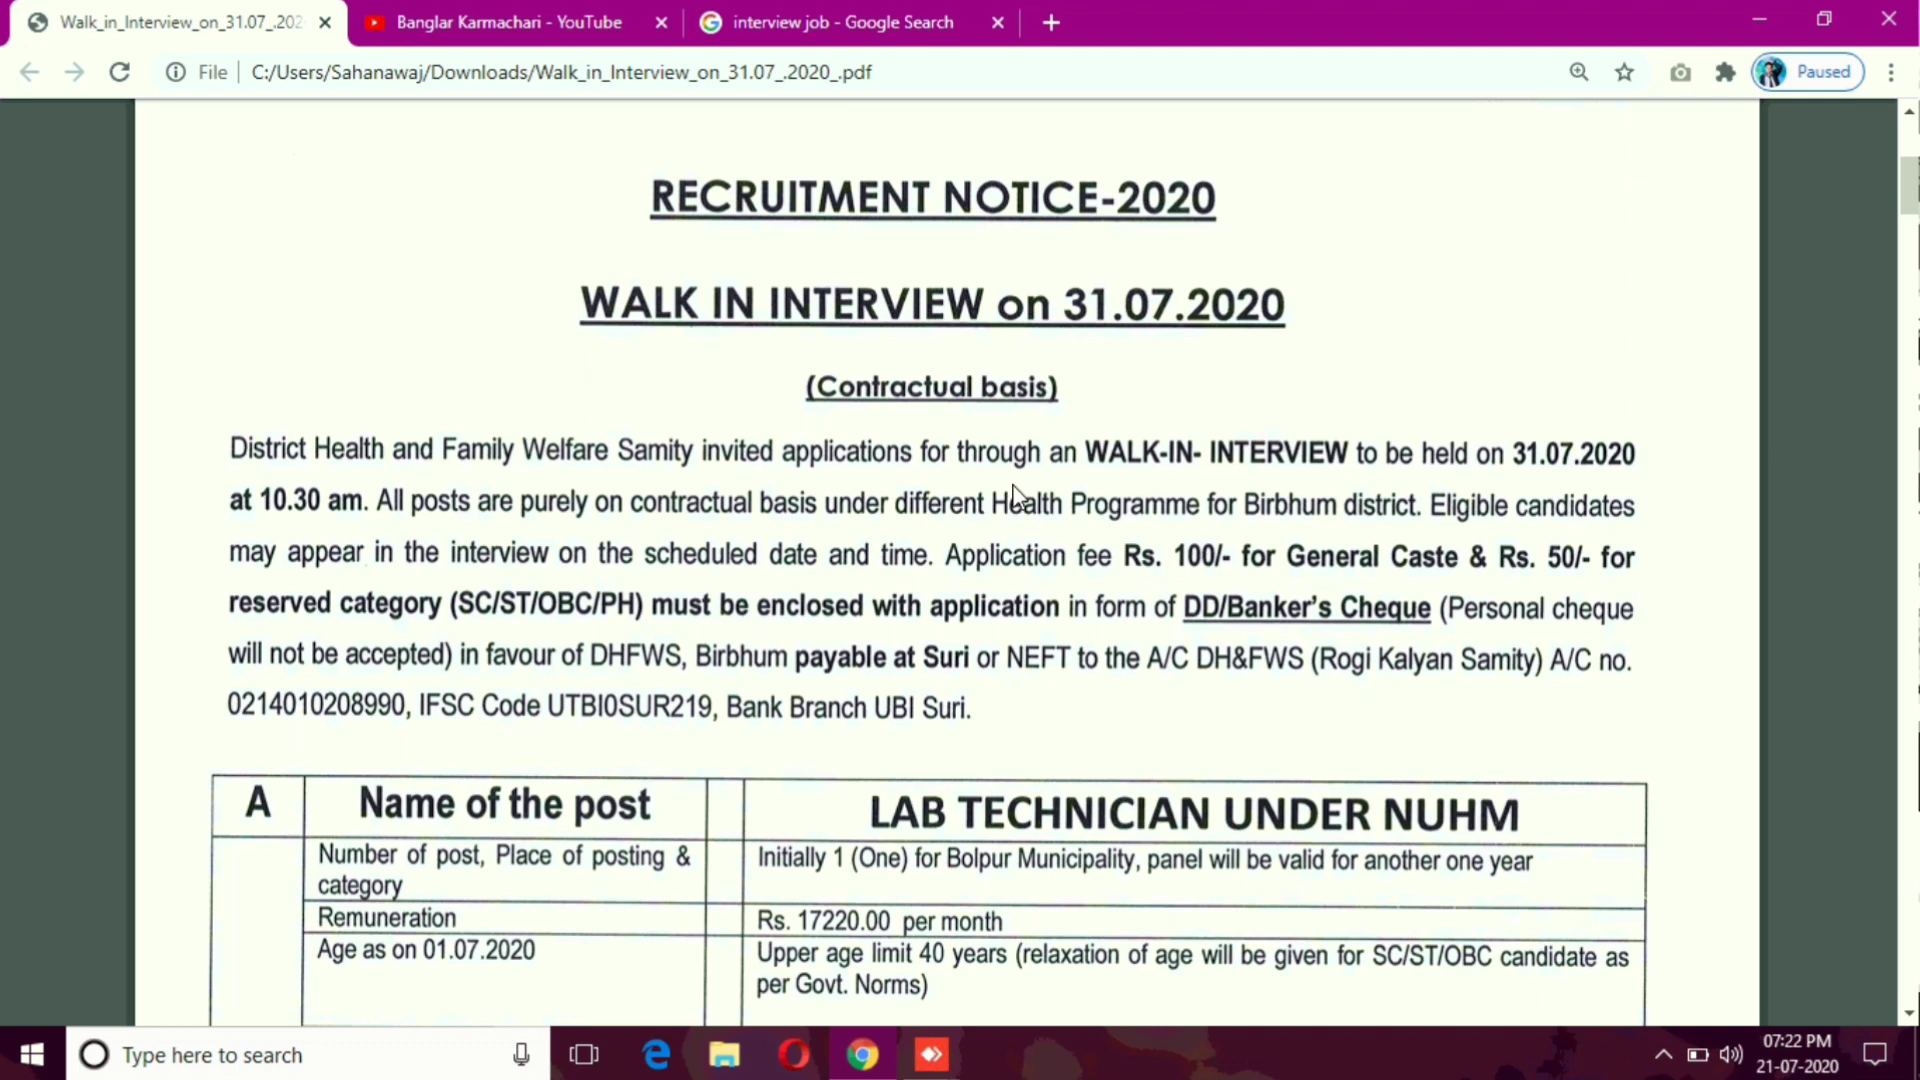 Walk_in_Interview_on_31.07_.202
Banglar Karmachari - YouTube
interview job - Google Search
File
C:/Users/Sahanawaj/Downloads/Walk_in_Interview_on_31.07_.2020_.pdf
Paused
RECRUITMENT NOTICE-2020
WALK IN INTERVIEW on 31.07.2020
(Contractual basis)
District Health and Family Welfare Samity invited applications for through an WALK-IN- INTERVIEW to be held on 31.07.2020
at 10.30 am. All posts are purely on contractual basis under different Health Programme for Birbhum district. Eligible candidates
may appear in the interview on the scheduled date and time. Application fee Rs. 100/- for General Caste & Rs. 50/- for
reserved category (SC/ST/OBC/PH) must be enclosed with application in form of DD/Banker's Cheque (Personal cheque
will not be accepted) in favour of DHFWS, Birbhum payable at Suri or NEFT to the A/C DH&FWS (Rogi Kalyan Samity) A/C no.
0214010208990, IFSC Code UTBI0SUR219, Bank Branch UBI Suri.
A Name of the post LAB TECHNICIAN UNDER NUHM
Number of post, Place of posting & Initially 1 (One) for Bolpur Municipality, panel will be valid for another one year
category
Remuneration Rs. 17220.00 per month
Age as on 01.07.2020 Upper age limit 40 years (relaxation of age will be given for SC/ST/OBC candidate as
per Govt. Norms)
Type here to search
07:22 PM
21-07-2020